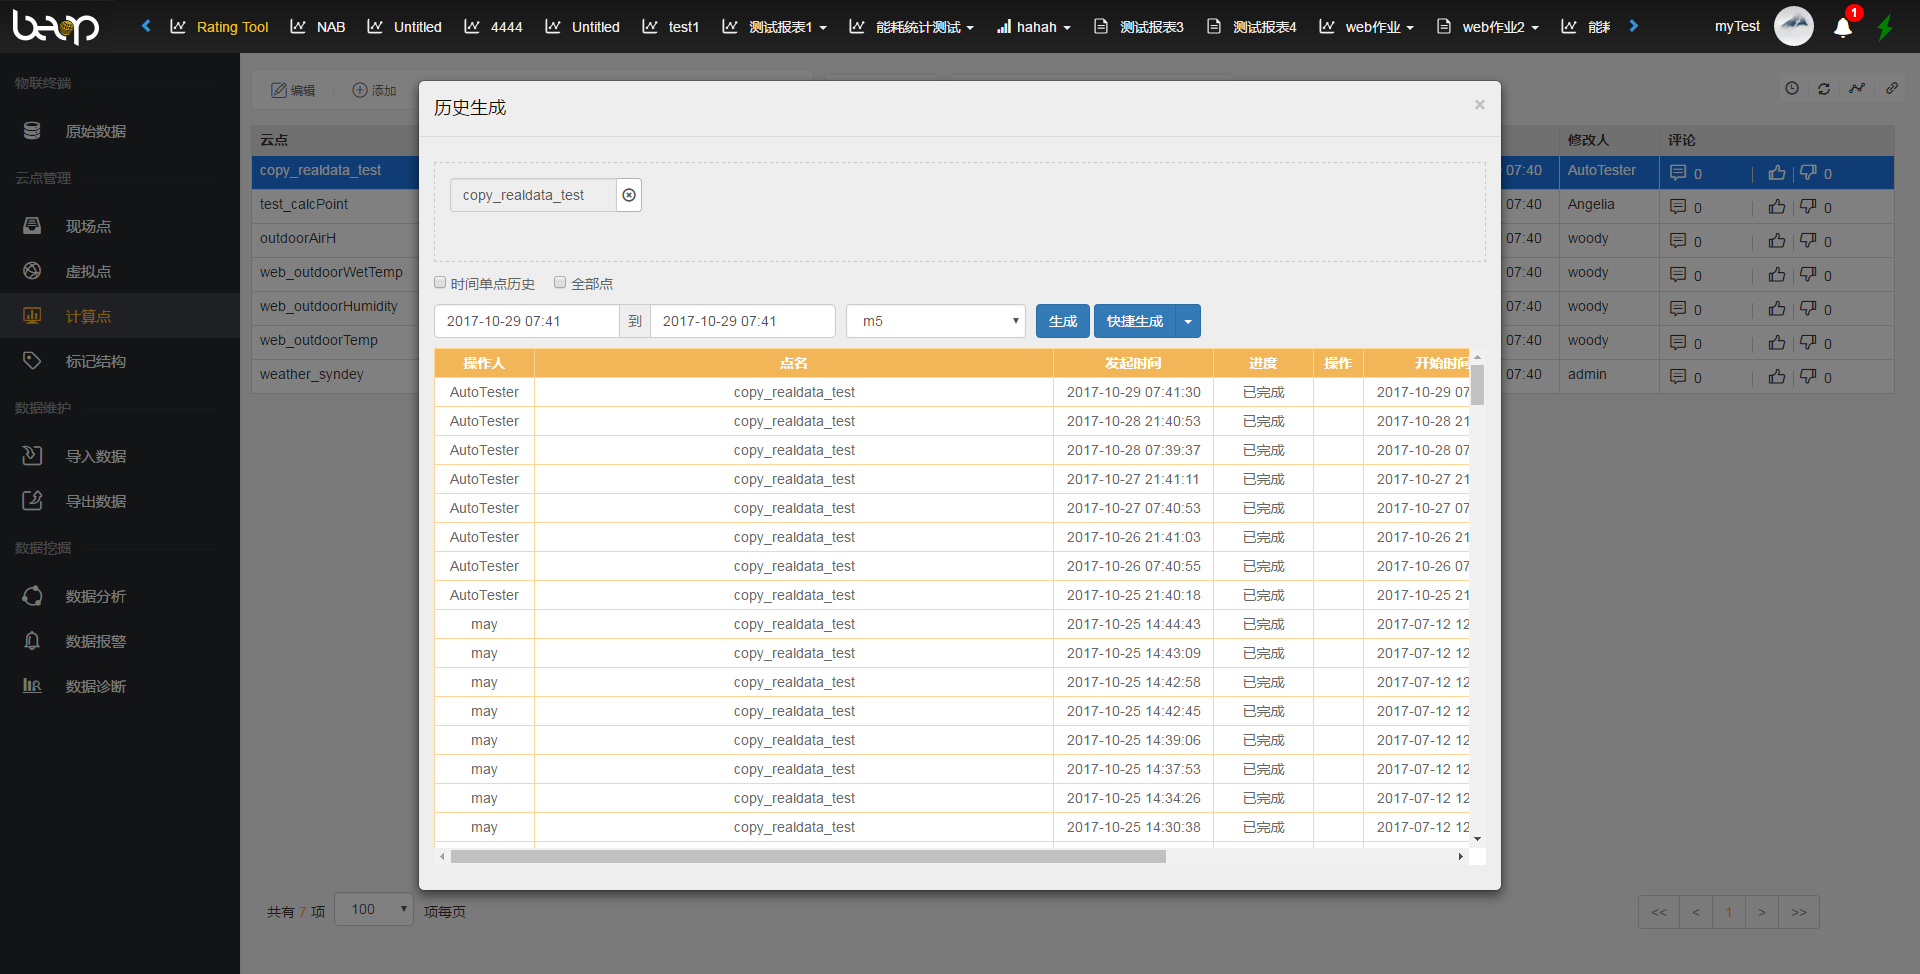 beop Rating Tool NAB Untitled 4444 Untitled test1 测试报表1 能耗统计测试 hahah 测试报表3 测试报表4 web作业 web作业2 myTest 1
物联终端
原始数据
云点管理
现场点
虚拟点
计算点
标记结构
数据维护
导入数据
导出数据
数据挖掘
数据分析
数据报警
数据诊断
编辑 添加
云点 修改人 评论
copy_realdata_test 07:40 AutoTester 0 0
test_calcPoint 07:40 Angelia 0 0
outdoorAirH 07:40 woody 0 0
web_outdoorWetTemp 07:40 woody 0 0
web_outdoorHumidity 07:40 woody 0 0
web_outdoorTemp 07:40 woody 0 0
weather_syndey 07:40 admin 0 0
历史生成 ×
copy_realdata_test
时间单点历史 全部点
2017-10-29 07:41 到 2017-10-29 07:41 m5 生成 快捷生成
操作人 点名 发起时间 进度 操作 开始时间
AutoTester copy_realdata_test 2017-10-29 07:41:30 已完成 2017-10-29 07
AutoTester copy_realdata_test 2017-10-28 21:40:53 已完成 2017-10-28 21
AutoTester copy_realdata_test 2017-10-28 07:39:37 已完成 2017-10-28 07
AutoTester copy_realdata_test 2017-10-27 21:41:11 已完成 2017-10-27 21
AutoTester copy_realdata_test 2017-10-27 07:40:53 已完成 2017-10-27 07
AutoTester copy_realdata_test 2017-10-26 21:41:03 已完成 2017-10-26 21
AutoTester copy_realdata_test 2017-10-26 07:40:55 已完成 2017-10-26 07
AutoTester copy_realdata_test 2017-10-25 21:40:18 已完成 2017-10-25 21
may copy_realdata_test 2017-10-25 14:44:43 已完成 2017-07-12 12
may copy_realdata_test 2017-10-25 14:43:09 已完成 2017-07-12 12
may copy_realdata_test 2017-10-25 14:42:58 已完成 2017-07-12 12
may copy_realdata_test 2017-10-25 14:42:45 已完成 2017-07-12 12
may copy_realdata_test 2017-10-25 14:39:06 已完成 2017-07-12 12
may copy_realdata_test 2017-10-25 14:37:53 已完成 2017-07-12 12
may copy_realdata_test 2017-10-25 14:34:26 已完成 2017-07-12 12
may copy_realdata_test 2017-10-25 14:30:38 已完成 2017-07-12 12
共有 7 项 100 项每页 << < 1 > >>